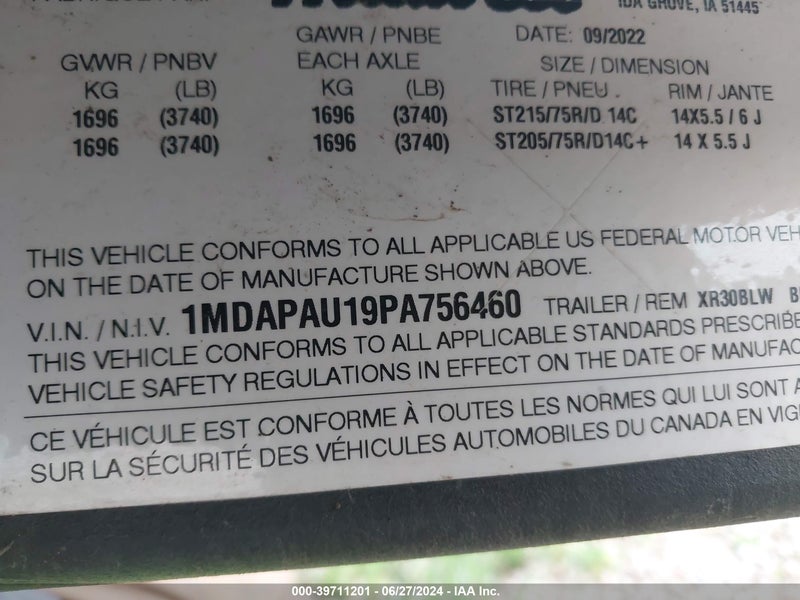 IDA GROVE, IA 51445
GAWR / PNBE DATE: 09/2022
GVWR / PNBV EACH AXLE SIZE / DIMENSION
KG (LB) KG (LB) TIRE / PNEU RIM / JANTE
1696 (3740) 1696 (3740) ST215/75R/D 14C 14X5.5 / 6 J
1696 (3740) 1696 (3740) ST205/75R/D14C+ 14 X 5.5 J
THIS VEHICLE CONFORMS TO ALL APPLICABLE US FEDERAL MOTOR VEH
ON THE DATE OF MANUFACTURE SHOWN ABOVE.
V.I.N. / N.I.V. 1MDAPAU19PA756460 TRAILER / REM XR30BLW B
THIS VEHICLE CONFORMS TO ALL APPLICABLE STANDARDS PRESCRIBE
VEHICLE SAFETY REGULATIONS IN EFFECT ON THE DATE OF MANUFAC
CE VÉHICULE EST CONFORME À TOUTES LES NORMES QUI LUI SONT A
SUR LA SÉCURITÉ DES VÉHICULES AUTOMOBILES DU CANADA EN VIG
000-39711201 - 06/27/2024 - IAA Inc.